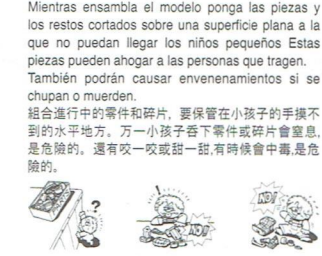 Mientras ensambla el modelo ponga las piezas y
los restos cortados sobre una superficie plana a la
que no puedan llegar los niños pequeños Estas
piezas pueden ahogar a las personas que tragen.
También podrán causar envenenamientos si se
chupan o muerden.
組合進行中的零件和碎片, 要保管在小孩子的手摸不
到的水平地方。万一小孩子吞下零件或碎片會窒息,
是危險的。還有咬一咬或甜一甜,有時候會中毒,是危
險的。
?
!
NO!
NO!